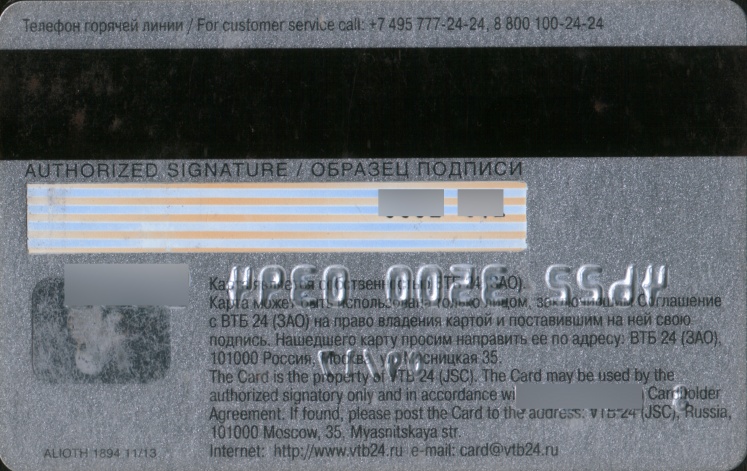 Телефон горячей линии / For customer service call: +7 495 777-24-24, 8 800 100-24-24
AUTHORIZED SIGNATURE / ОБРАЗЕЦ ПОДПИСИ
ВТБ 24 (ЗАО).
Карта может быть использована только лицом, заключившим Соглашение
с ВТБ 24 (ЗАО) на право владения картой и поставившим на ней свою
подпись. Нашедшего карту просим направить ее по адресу: ВТБ 24 (ЗАО),
101000 Россия, Москва, ул. Мясницкая 35.
The Card is the property of VTB 24 (JSC). The Card may be used by the
authorized signatory only and in accordance Cardholder
Agreement. If found, please post the Card to the address: VTB 24 (JSC), Russia,
101000 Moscow, 35, Myasnitskaya str.
Internet: http://www.vtb24.ru e-mail: card@vtb24.ru
ALIOTH 1894 11/13